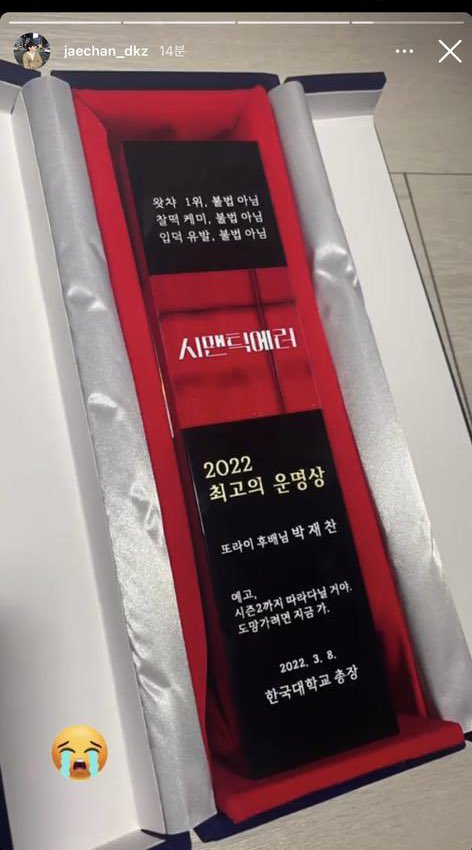 jaechan_dkz 14분
왓챠 1위, 불법 아님
찰떡 케미, 불법 아님
입덕 유발, 불법 아님
시맨틱에러
2022
최고의 운명상
또라이 후배님 박 재 찬
예고,
시즌2까지 따라다닐 거야.
도망가려면 지금 가.
2022. 3. 8.
한국대학교 총장